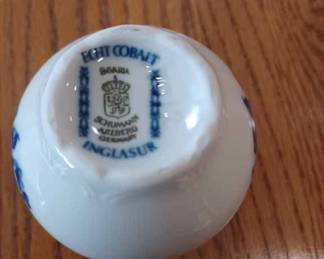 ECHT COBALT
BAVARIA
SCHUMANN
ARZBERG
GERMANY
INGLASUR